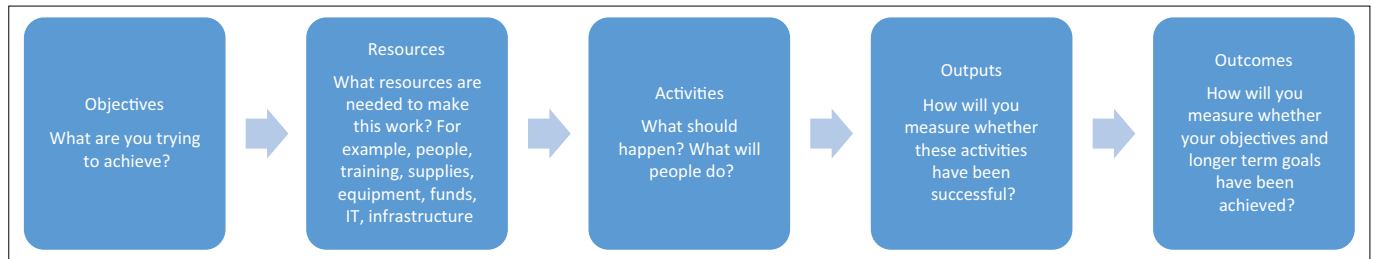 Objectives
What are you trying
to achieve?
Resources
What resources are
needed to make
this work? For
example, people,
training, supplies,
equipment, funds,
IT, infrastructure
Activities
What should
happen? What will
people do?
Outputs
How will you
measure whether
these activities
have been
successful?
Outcomes
How will you
measure whether
your objectives and
longer term goals
have been
achieved?